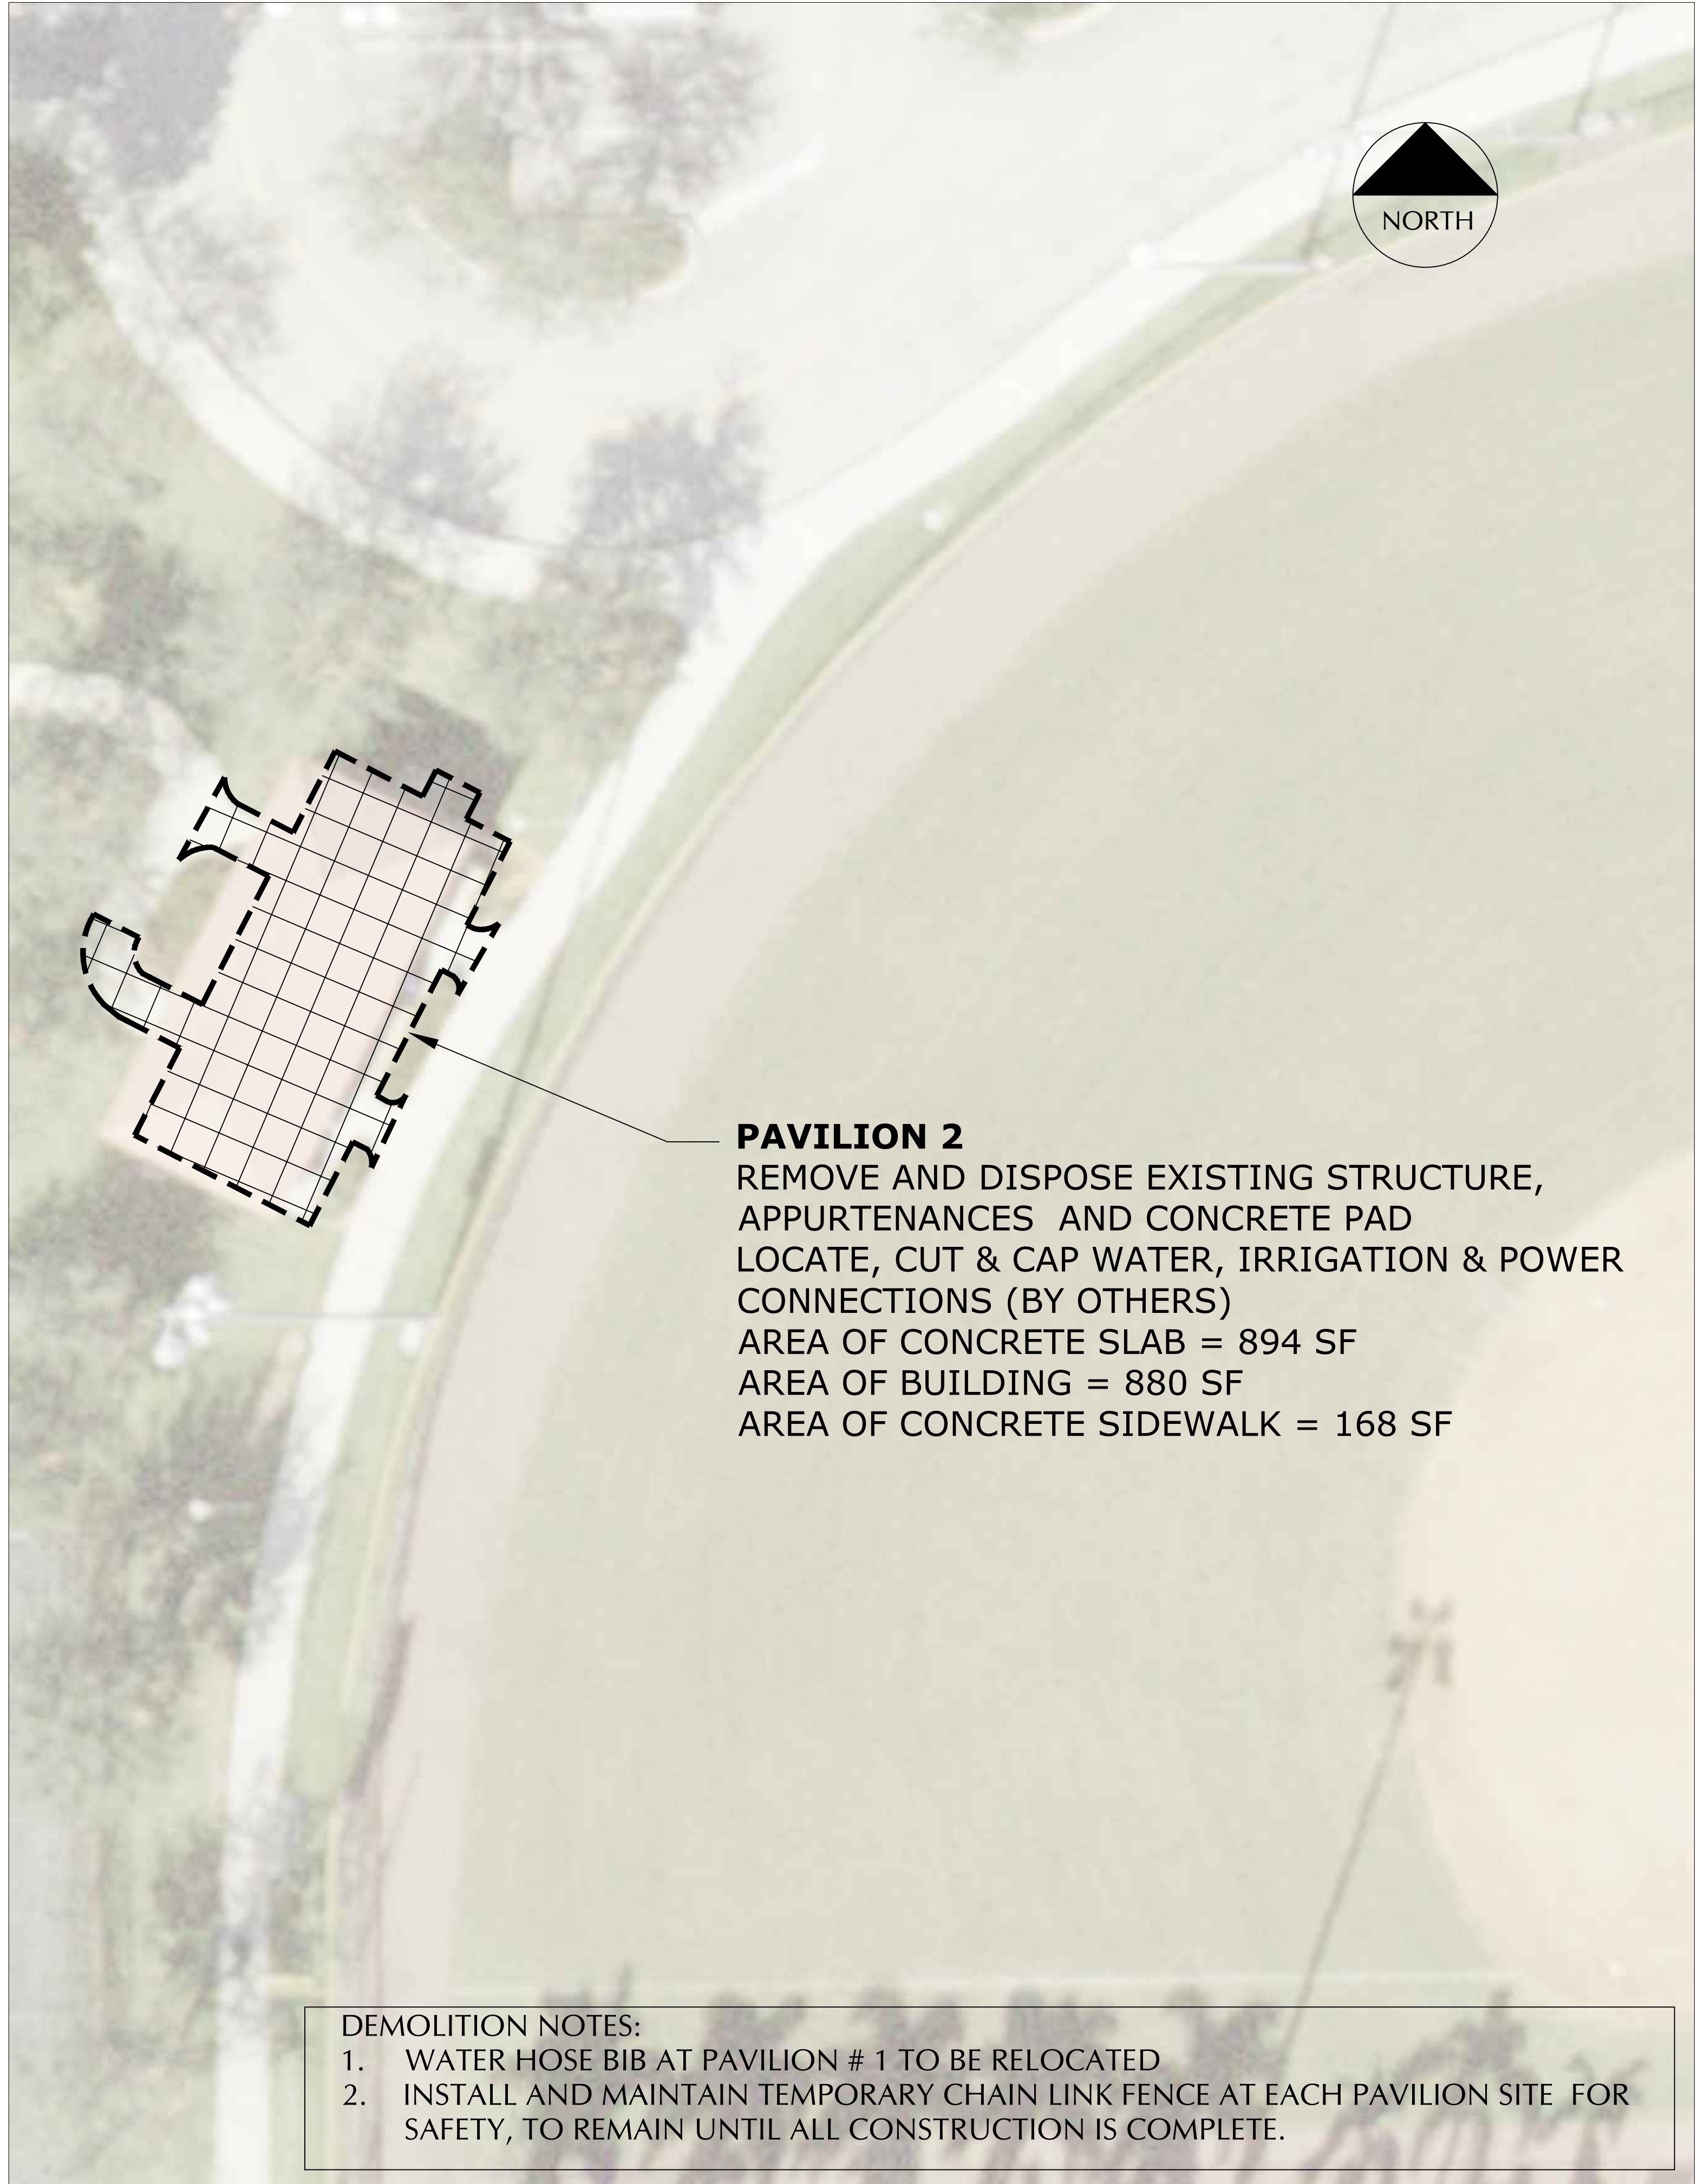 NORTH
PAVILION 2
REMOVE AND DISPOSE EXISTING STRUCTURE,
APPURTENANCES AND CONCRETE PAD
LOCATE, CUT & CAP WATER, IRRIGATION & POWER
CONNECTIONS (BY OTHERS)
AREA OF CONCRETE SLAB = 894 SF
AREA OF BUILDING = 880 SF
AREA OF CONCRETE SIDEWALK = 168 SF
DEMOLITION NOTES:
1. WATER HOSE BIB AT PAVILION # 1 TO BE RELOCATED
2. INSTALL AND MAINTAIN TEMPORARY CHAIN LINK FENCE AT EACH PAVILION SITE FOR
SAFETY, TO REMAIN UNTIL ALL CONSTRUCTION IS COMPLETE.